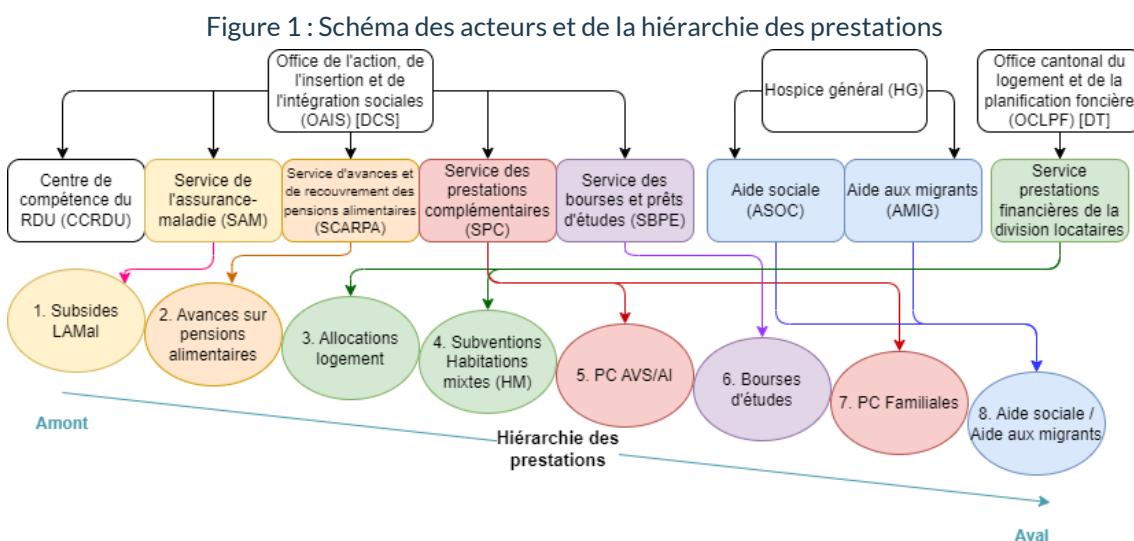 Figure 1 : Schéma des acteurs et de la hiérarchie des prestations
Office de l'action, de
l'insertion et de
l'intégration sociales
(OAIS) [DCS]
Hospice général (HG)
Office cantonal du
logement et de la
planification foncière
(OCLPF) [DT]
Centre de
compétence du
RDU (CCRDU)
Service de
l'assurance-
maladie (SAM)
Service d'avances et
de recouvrement des
pensions alimentaires
(SCARPA)
Service des
prestations
complémentaires
(SPC)
Service des
bourses et prêts
d'études (SBPE)
Aide sociale
(ASOC)
Aide aux migrants
(AMIG)
Service
prestations
financières de la
division locataires
1. Subsides
LAMal
2. Avances sur
pensions
alimentaires
3. Allocations
logement
4. Subventions
Habitations
mixtes (HM)
5. PC AVS/AI
6. Bourses
d'études
7. PC Familiales
8. Aide sociale /
Aide aux migrants
Amont
Hiérarchie des
prestations
Aval